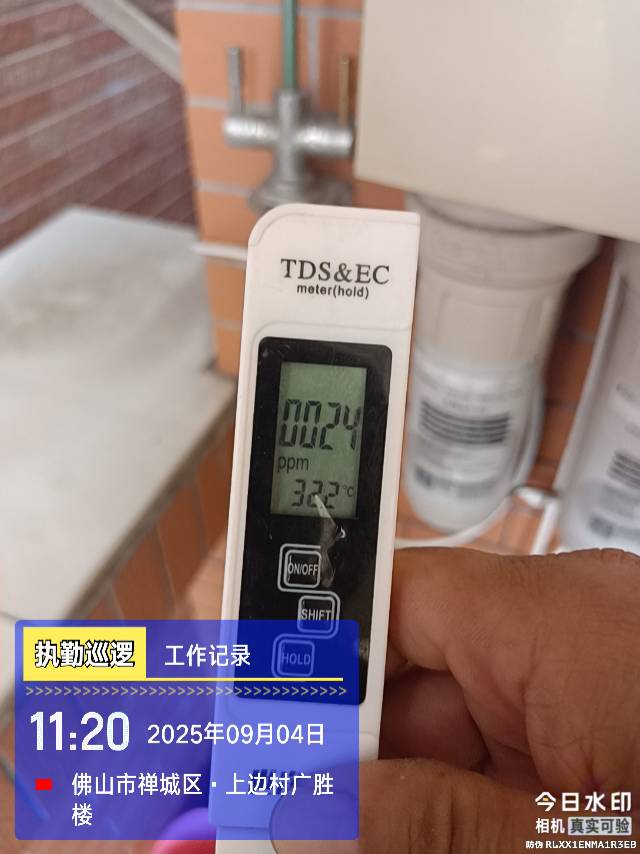 TDS&EC
meter(hold)
0024
ppm
32.2°C
ON/OFF
SHIFT
HOLD
执勤巡逻 工作记录
11:20 2025年09月04日
佛山市禅城区·上边村广胜
楼
今日水印
相机 真实可验
防伪 RLXX1ENMA1R3EB